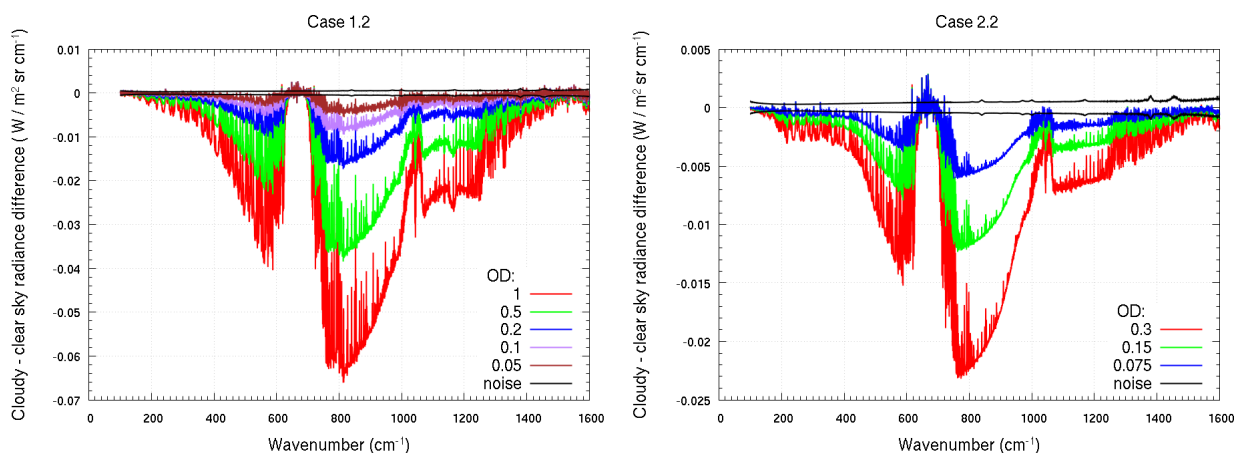 Case 1.2
Cloudy - clear sky radiance difference (W / m² sr cm⁻¹)
0.01
0
-0.01
-0.02
-0.03
-0.04
-0.05
-0.06
-0.07
0 200 400 600 800 1000 1200 1400 1600
Wavenumber (cm⁻¹)
OD:
1
0.5
0.2
0.1
0.05
noise
Case 2.2
Cloudy - clear sky radiance difference (W / m² sr cm⁻¹)
0.005
0
-0.005
-0.01
-0.015
-0.02
-0.025
0 200 400 600 800 1000 1200 1400 1600
Wavenumber (cm⁻¹)
OD:
0.3
0.15
0.075
noise